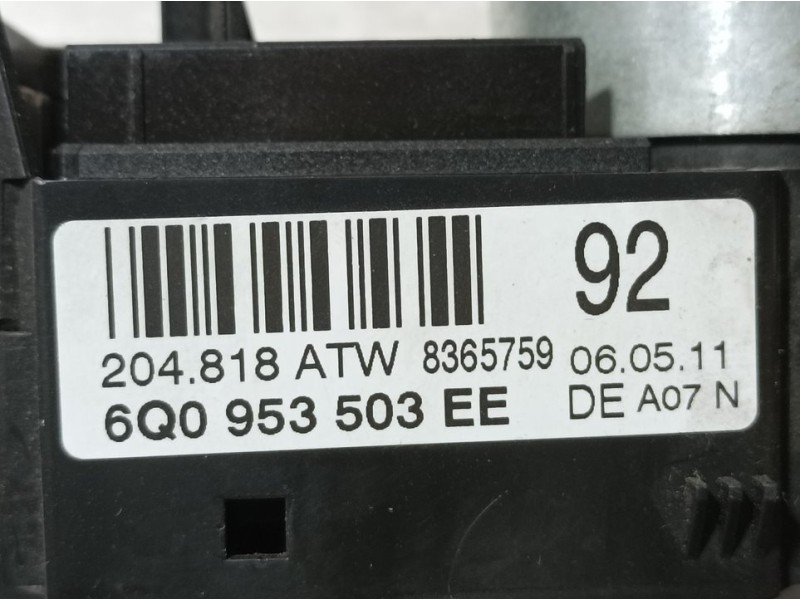 92
204.818 ATW 8365759 06.05.11
6Q0 953 503 EE DE A07 N